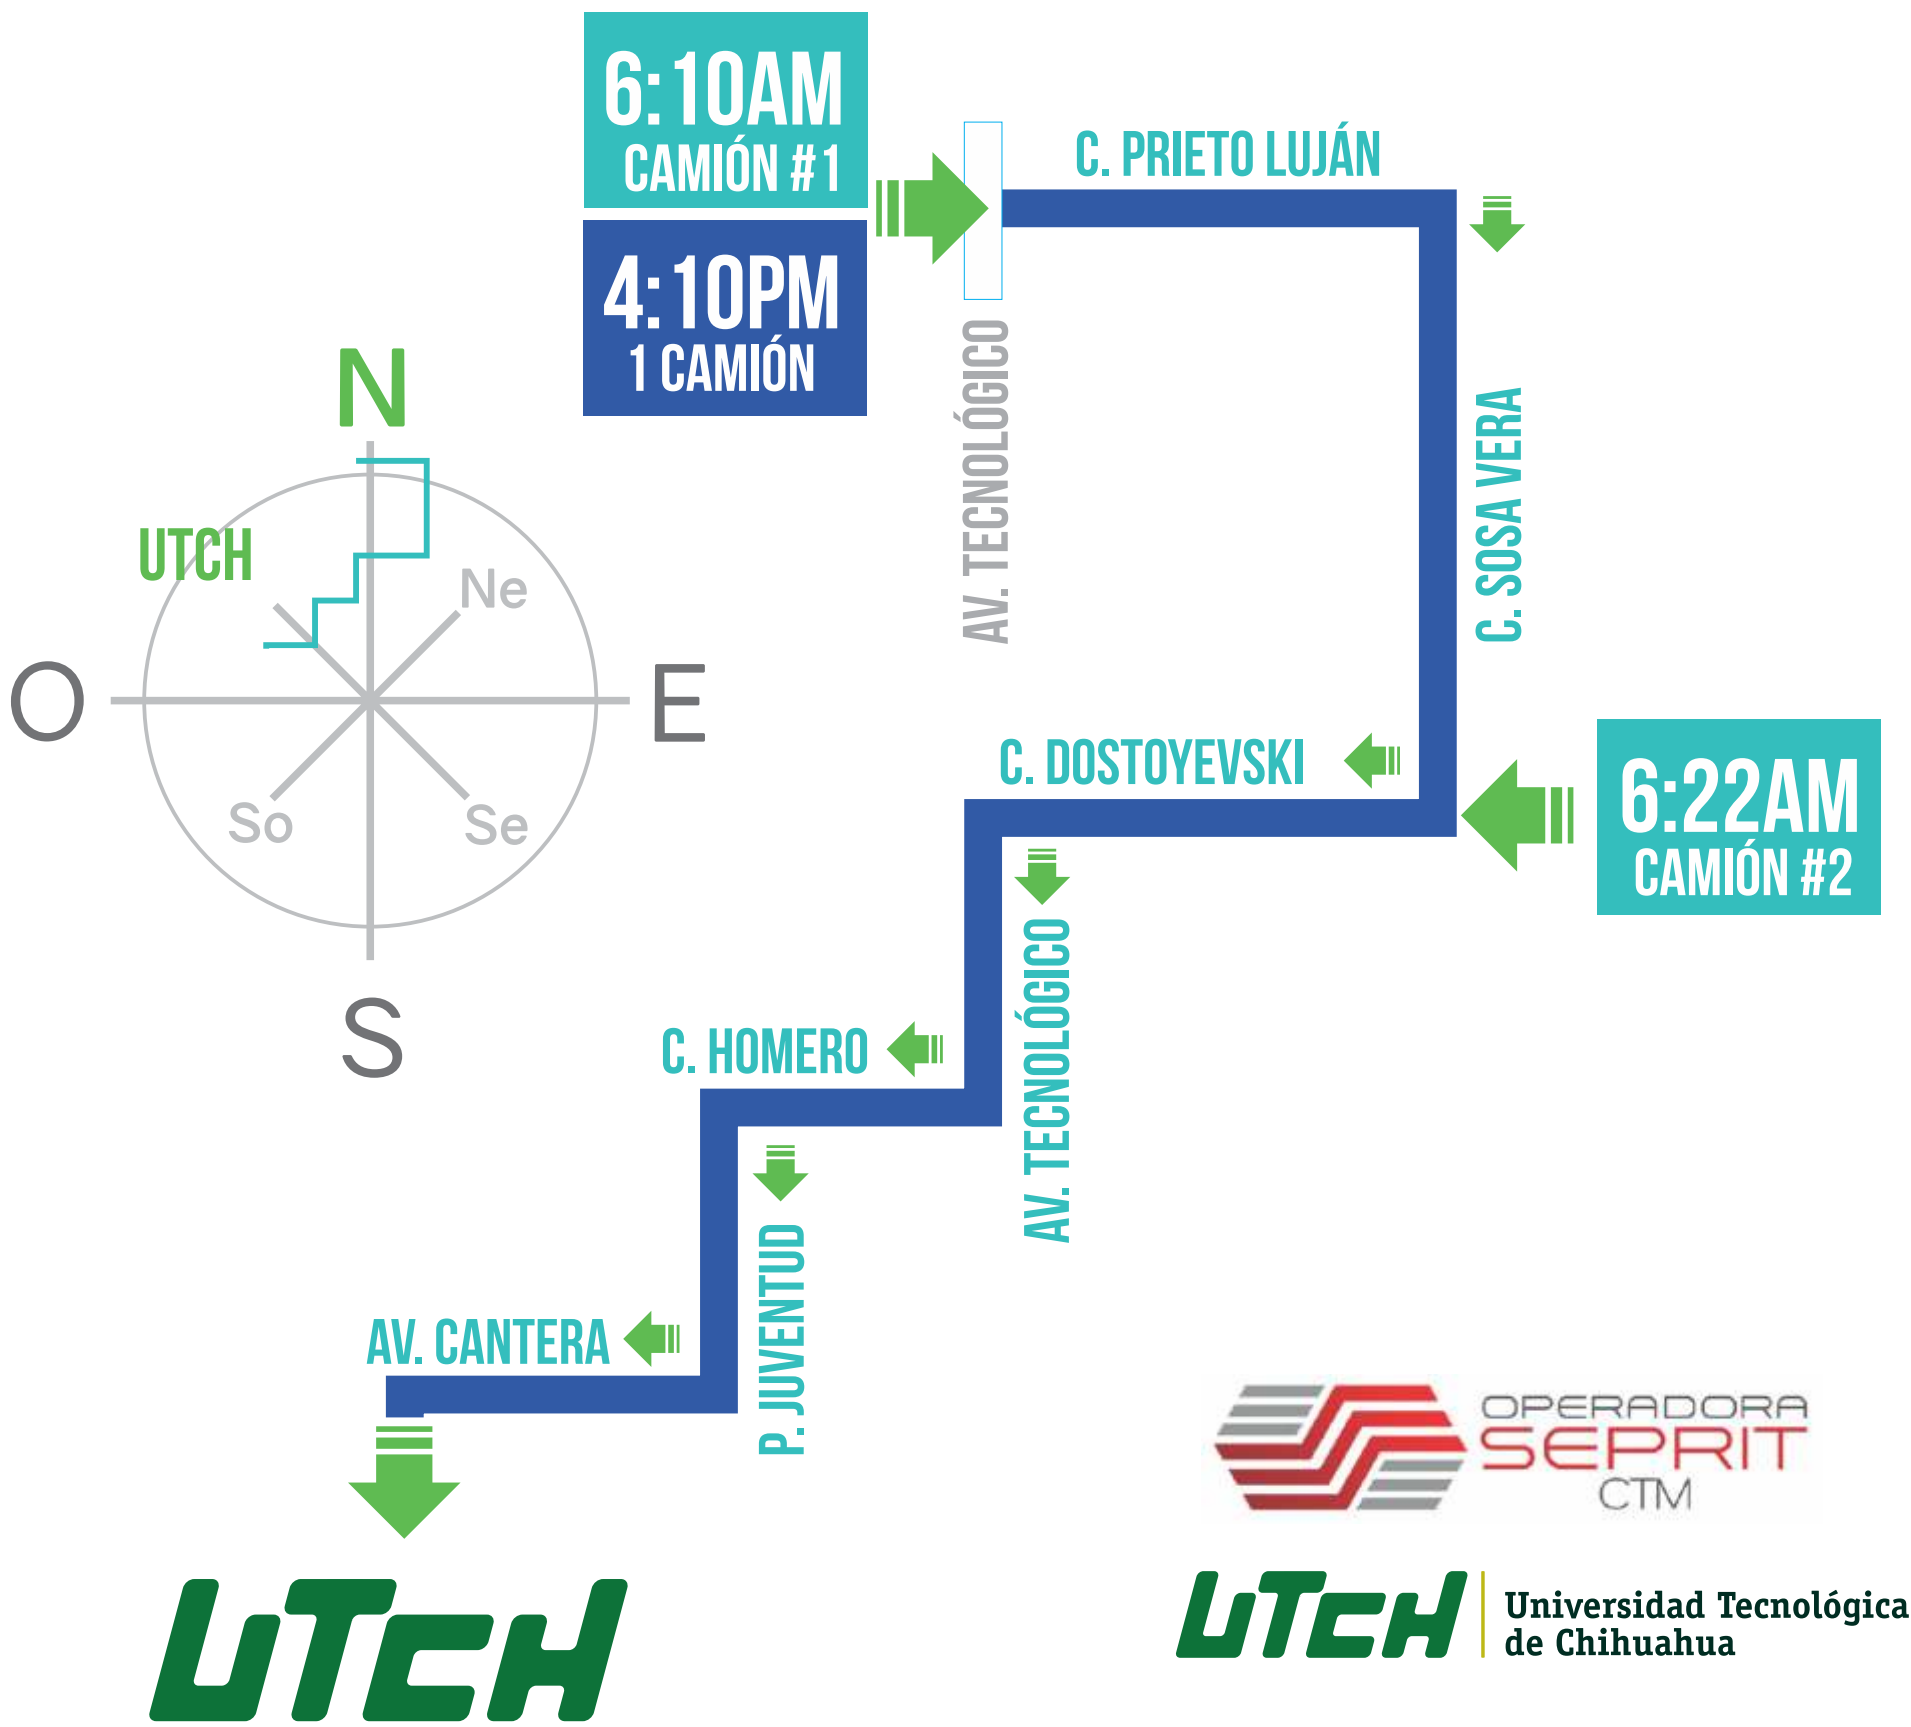 6:10AM
CAMIÓN #1
C. PRIETO LUJÁN
4:10PM
1 CAMIÓN
AV. TECNOLÓGICO
N
C. SOSA VERA
UTCH
Ne
O
E
C. DOSTOYEVSKI
6:22AM
CAMIÓN #2
So
Se
S
AV. TECNOLÓGICO
C. HOMERO
P. JUVENTUD
AV. CANTERA
OPERADORA
SEPRIT
CTM
UTCH
UTCH
Universidad Tecnológica
de Chihuahua